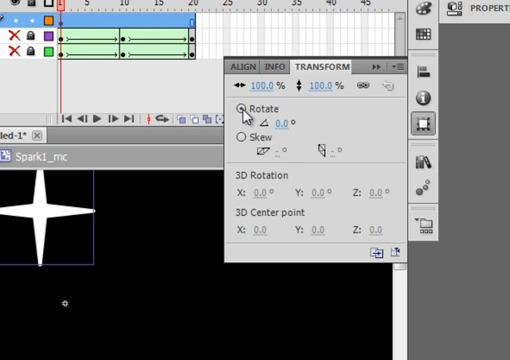 1 5 10 15 20 25 30 35 40 45
PROPERT
ALIGN INFO TRANSFORM
100.0 % 100.0 %
Rotate
0.0 °
Skew
- ° - °
3D Rotation
X: 0.0 ° Y: 0.0 ° Z: 0.0 °
3D Center point
X: 0.0 Y: 0.0 Z: 0.0
led-1*
Spark1_mc